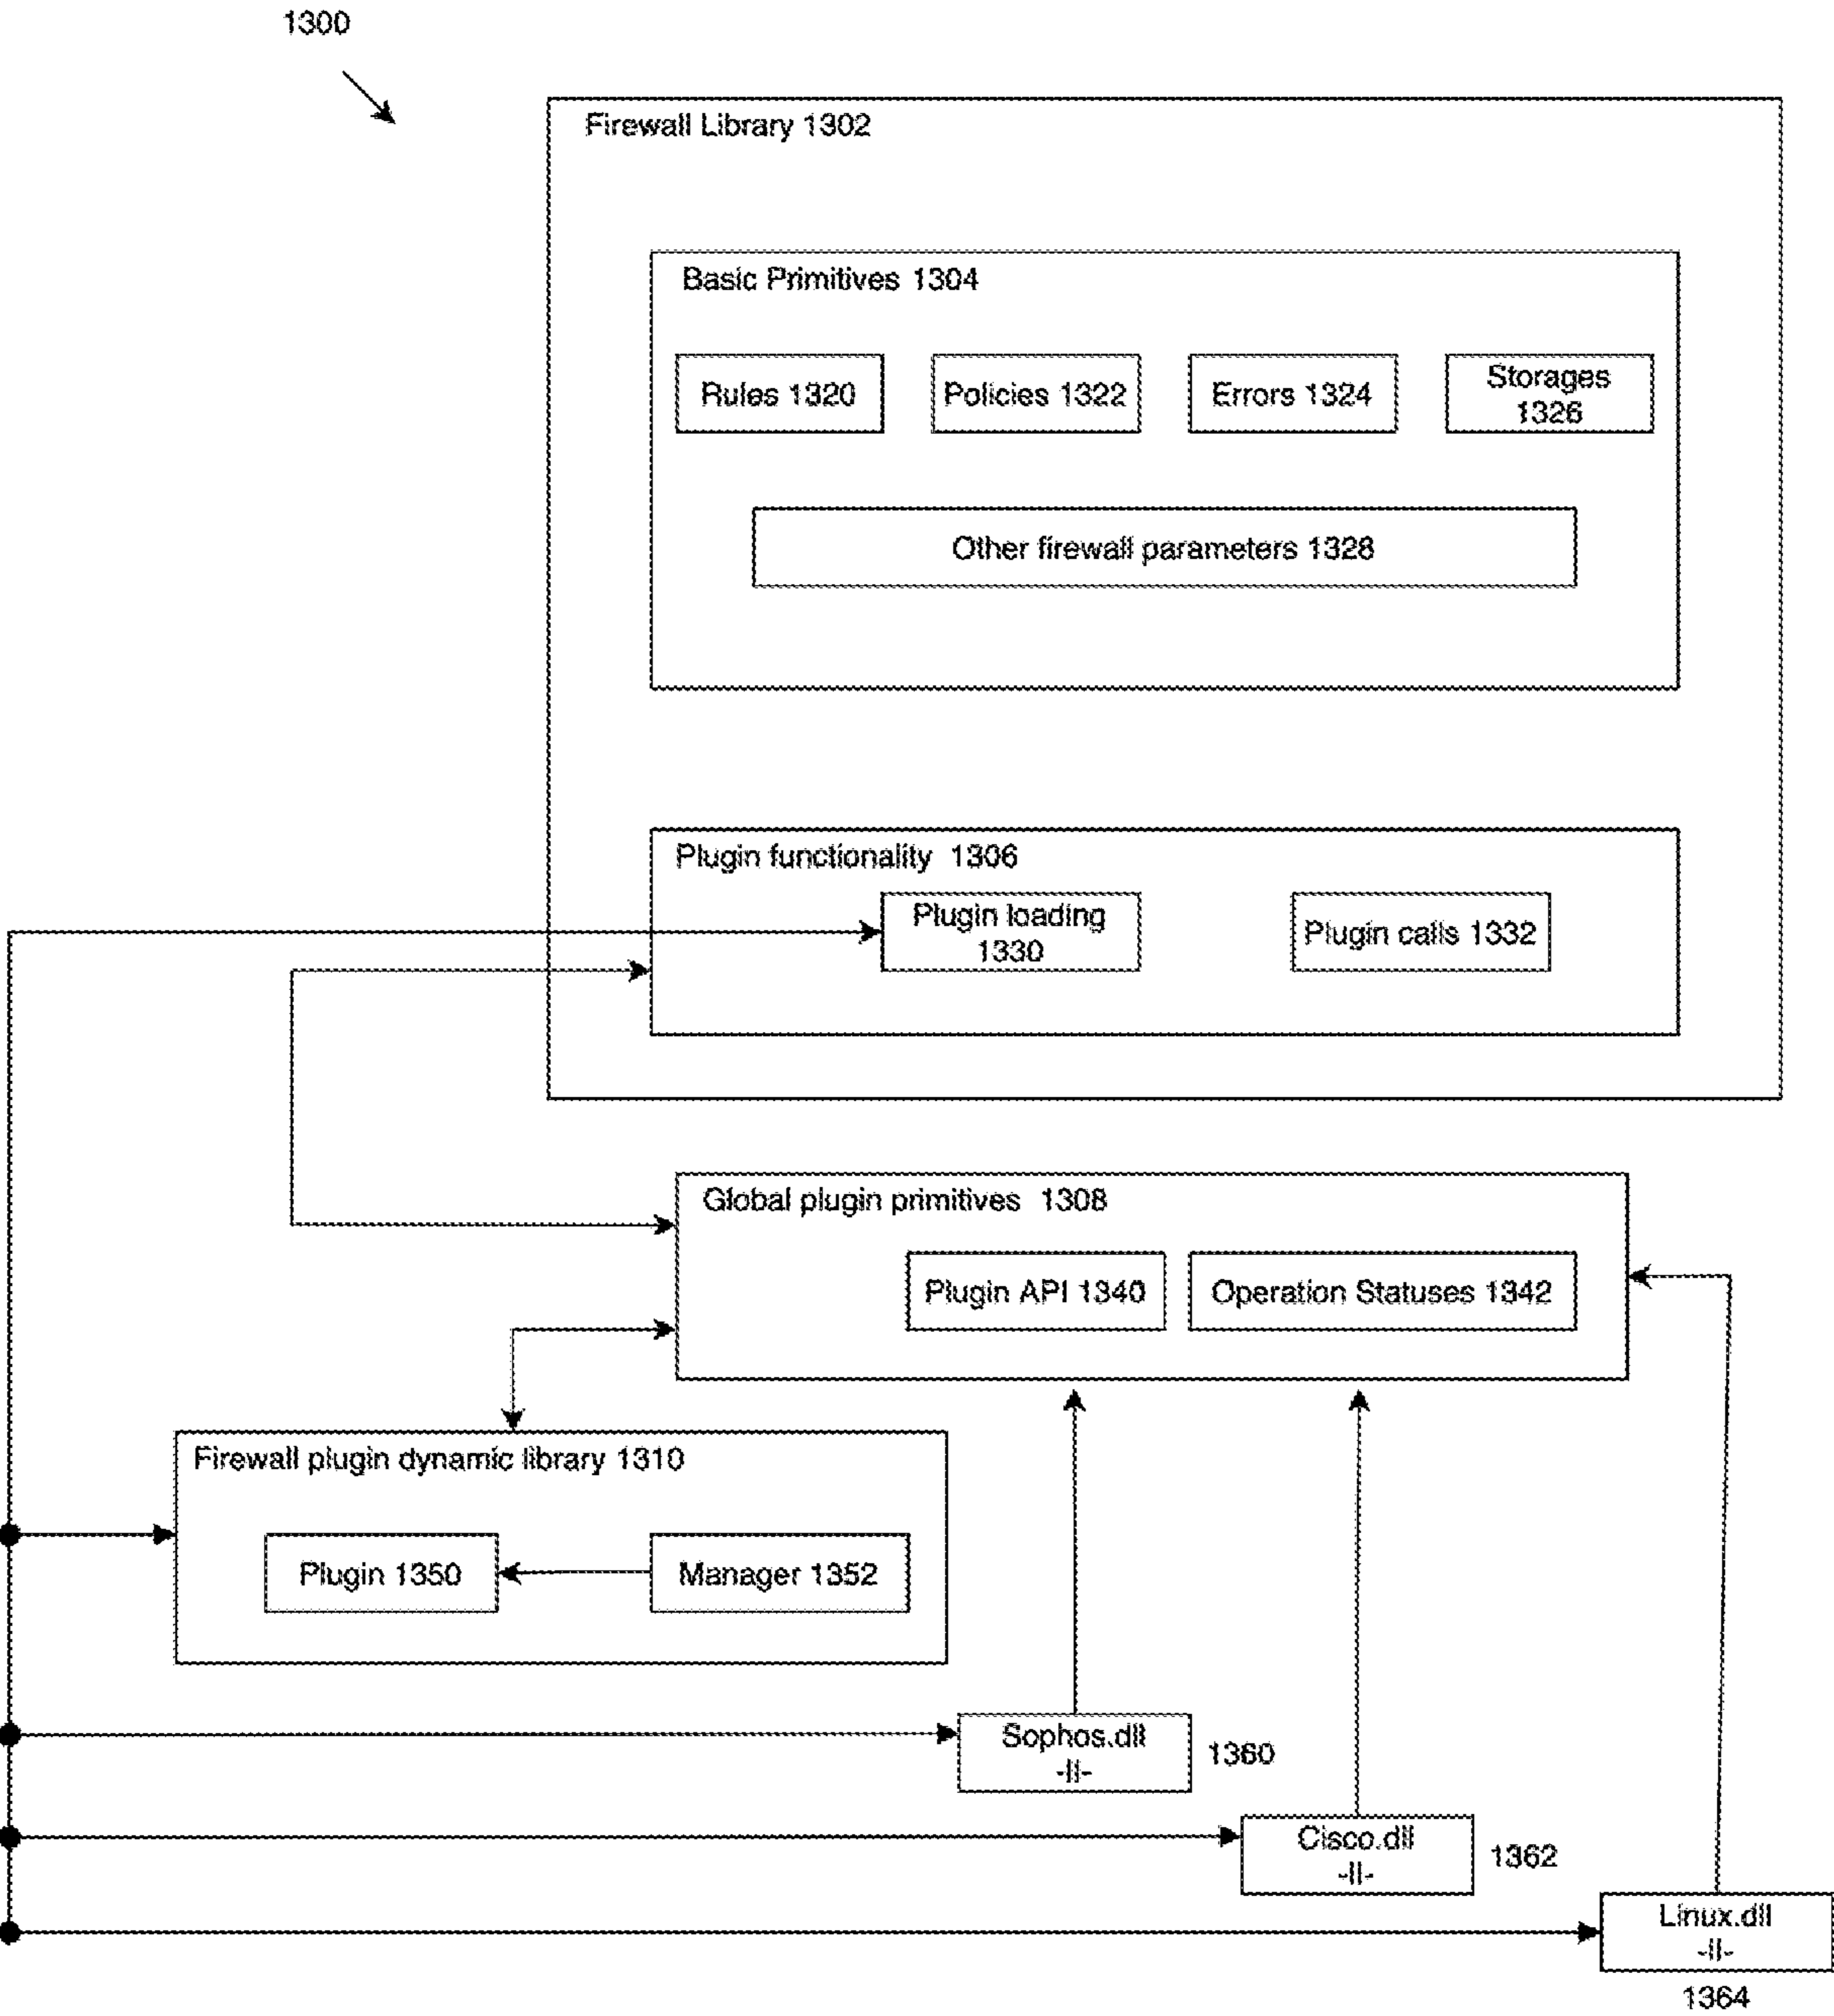 1300
Firewall Library 1302
Basic Primitives 1304
Rules 1320
Policies 1322
Errors 1324
Storages
1326
Other firewall parameters 1328
Plugin functionality 1306
Plugin loading
1330
Plugin calls 1332
Global plugin primitives 1308
Plugin API 1340
Operation Statuses 1342
Firewall plugin dynamic library 1310
Plugin 1350
Manager 1352
Sophos.dll
-II-
1360
Cisco.dll
-II-
1362
Linux.dll
-II-
1364